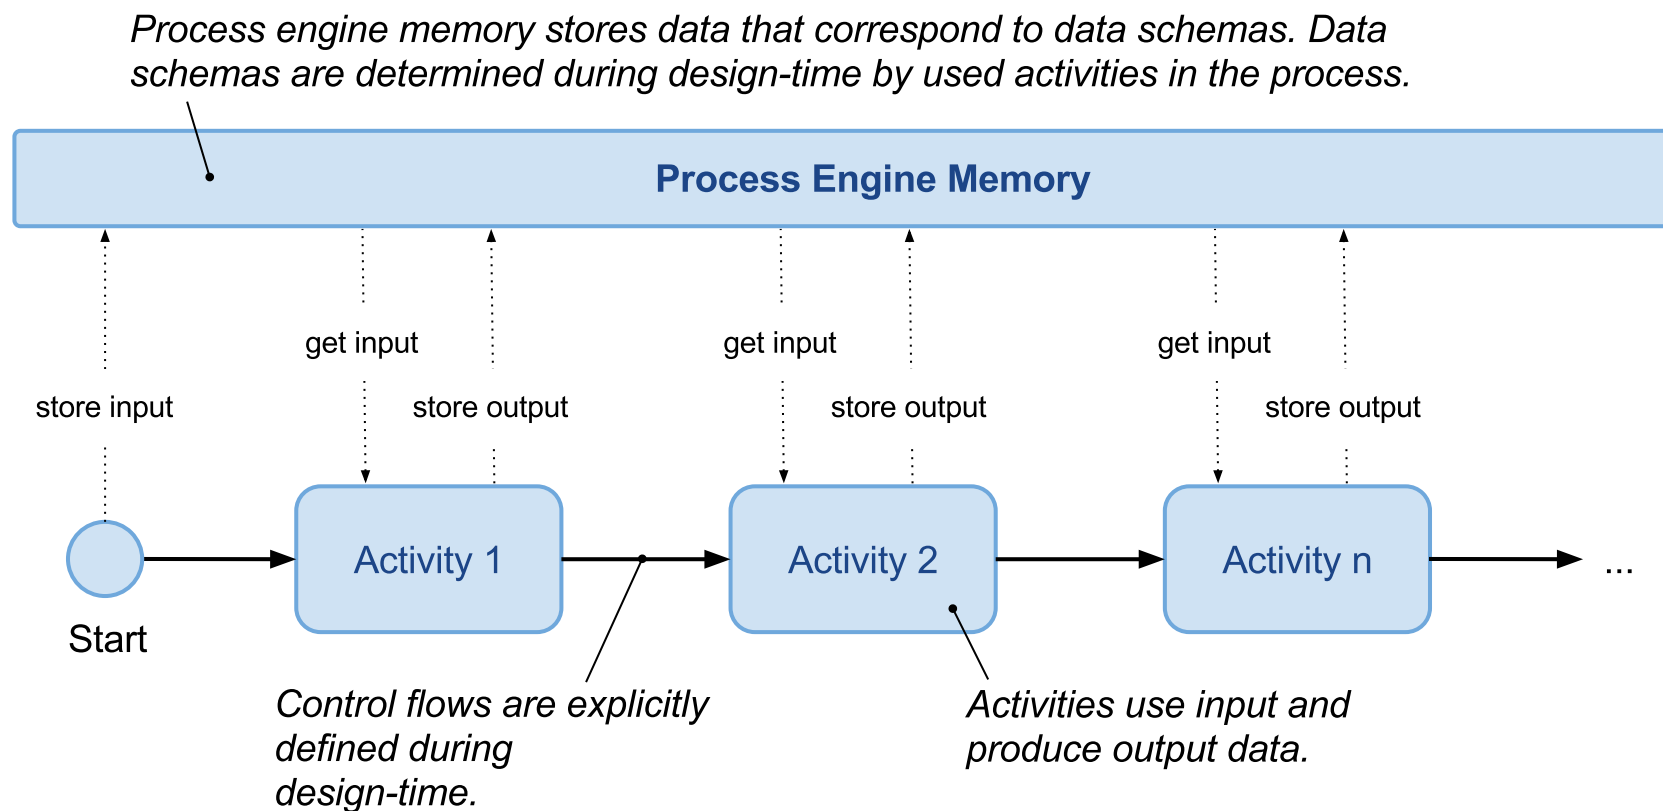 Process engine memory stores data that correspond to data schemas. Data
schemas are determined during design-time by used activities in the process.
Process Engine Memory
get input
get input
get input
store input
store output
store output
store output
Activity 1
Activity 2
Activity n
...
Start
Control flows are explicitly
defined during
design-time.
Activities use input and
produce output data.